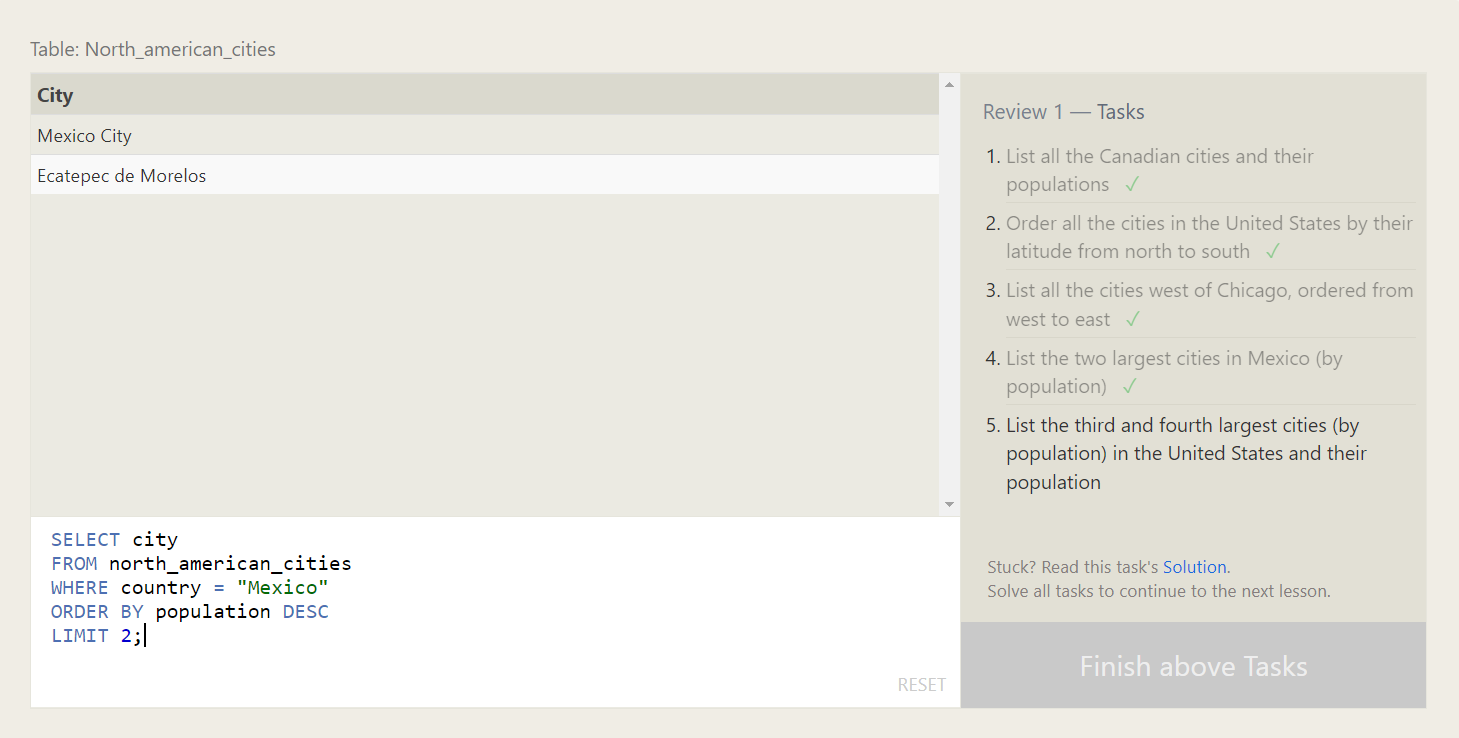 Table: North_american_cities
City
Mexico City
Ecatepec de Morelos
SELECT city
FROM north_american_cities
WHERE country = "Mexico"
ORDER BY population DESC
LIMIT 2;
RESET
Review 1 — Tasks
1. List all the Canadian cities and their
populations ✓
2. Order all the cities in the United States by their
latitude from north to south ✓
3. List all the cities west of Chicago, ordered from
west to east ✓
4. List the two largest cities in Mexico (by
population) ✓
5. List the third and fourth largest cities (by
population) in the United States and their
population
Stuck? Read this task's Solution.
Solve all tasks to continue to the next lesson.
Finish above Tasks